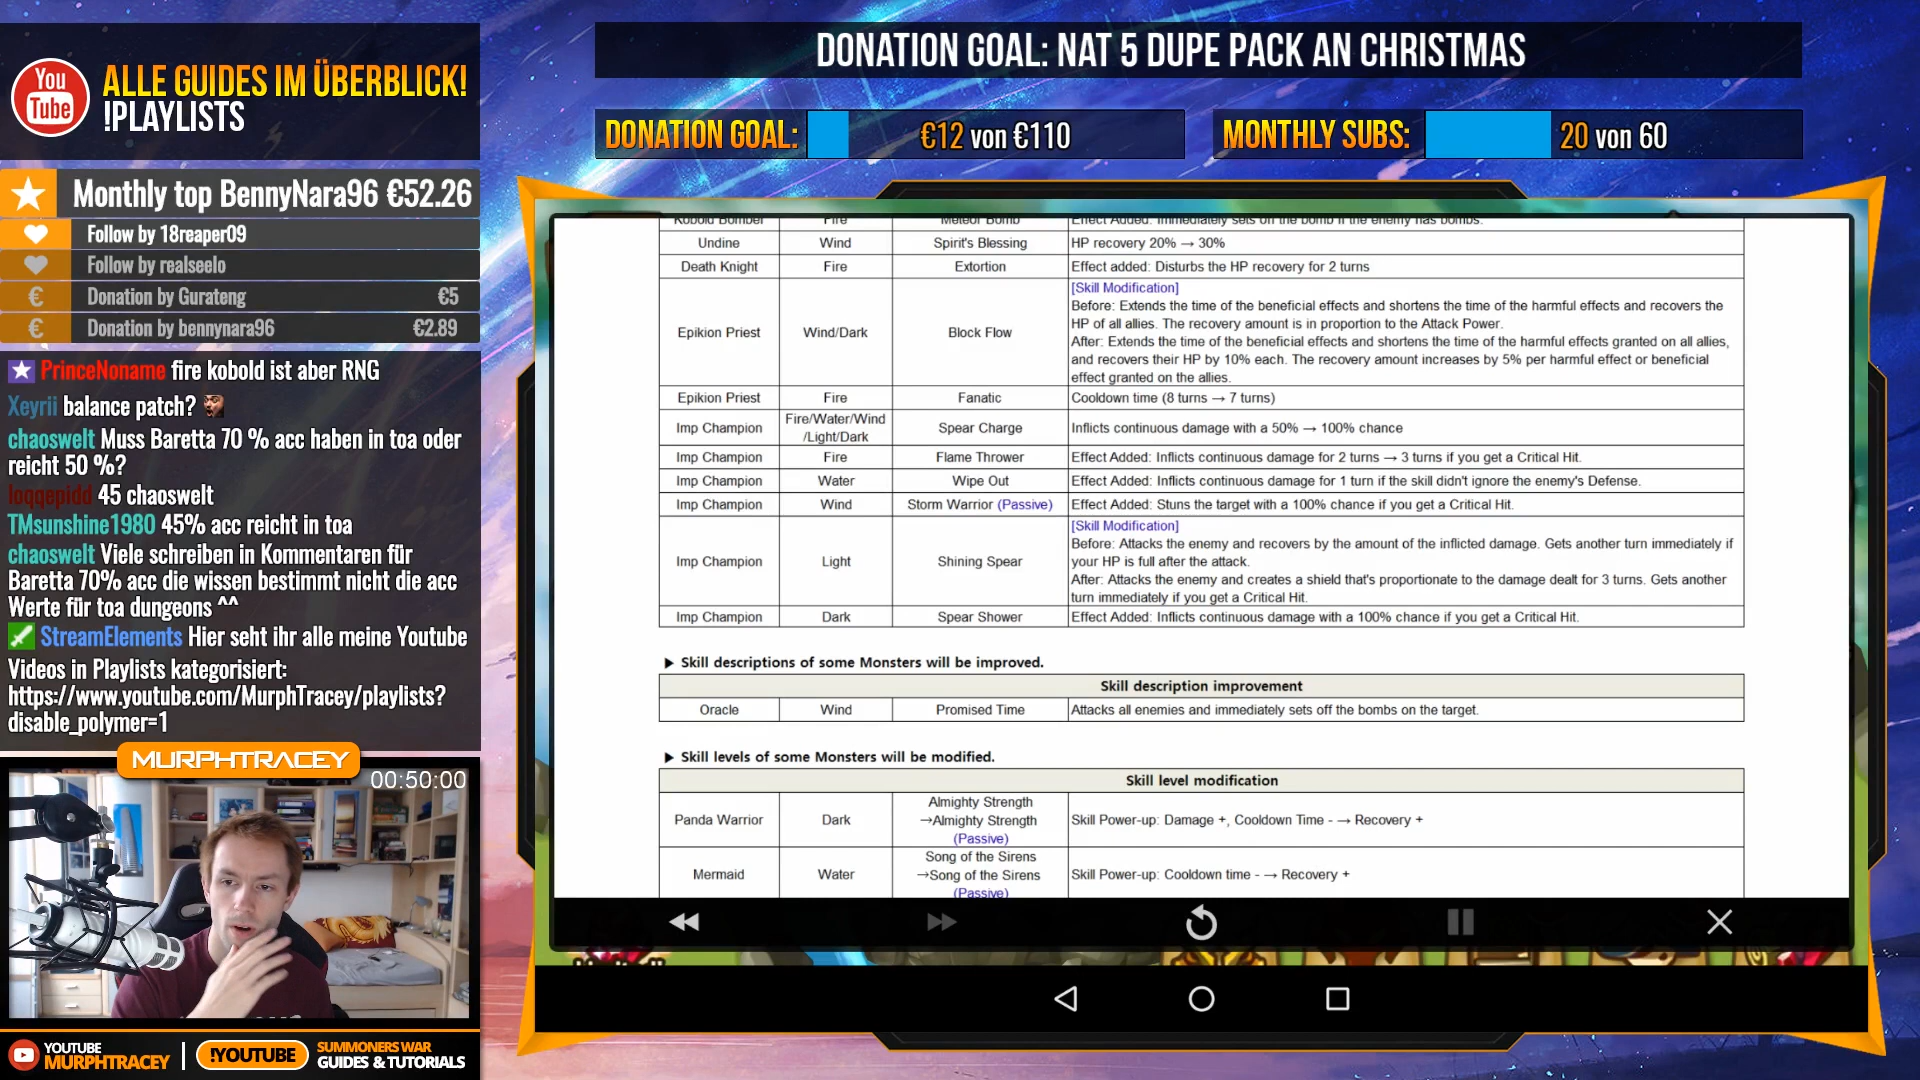 You
Tube
ALLE GUIDES IM ÜBERBLICK!
!PLAYLISTS
DONATION GOAL: NAT 5 DUPE PACK AN CHRISTMAS
DONATION GOAL: €12 von €110
MONTHLY SUBS: 20 von 60
Monthly top BennyNara96 €52.26
Follow by 18reaper09
Follow by realseelo
€ Donation by Gurateng €5
€ Donation by bennynara96 €2.89
PrinceNoname fire kobold ist aber RNG
Xeyrii balance patch?
chaoswelt Muss Baretta 70 % acc haben in toa oder
reicht 50 %?
loqqepidd 45 chaoswelt
TMsunshine1980 45% acc reicht in toa
chaoswelt Viele schreiben in Kommentaren für
Baretta 70% acc die wissen bestimmt nicht die acc
Werte für toa dungeons ^^
StreamElements Hier seht ihr alle meine Youtube
Videos in Playlists kategorisiert:
https://www.youtube.com/MurphTracey/playlists?
disable_polymer=1
MURPHTRACEY
00:50:00
YOUTUBE
MURPHTRACEY
!YOUTUBE
SUMMONERS WAR
GUIDES & TUTORIALS
Kobold Bomber Fire Meteor Bomb Effect Added: Immediately sets off the bomb if the enemy has bombs.
Undine Wind Spirit's Blessing HP recovery 20% → 30%
Death Knight Fire Extortion Effect added: Disturbs the HP recovery for 2 turns
Epikion Priest Wind/Dark Block Flow
[Skill Modification]
Before: Extends the time of the beneficial effects and shortens the time of the harmful effects and recovers the
HP of all allies. The recovery amount is in proportion to the Attack Power.
After: Extends the time of the beneficial effects and shortens the time of the harmful effects granted on all allies,
and recovers their HP by 10% each. The recovery amount increases by 5% per harmful effect or beneficial
effect granted on the allies.
Epikion Priest Fire Fanatic Cooldown time (8 turns → 7 turns)
Imp Champion Fire/Water/Wind
/Light/Dark Spear Charge Inflicts continuous damage with a 50% → 100% chance
Imp Champion Fire Flame Thrower Effect Added: Inflicts continuous damage for 2 turns → 3 turns if you get a Critical Hit.
Imp Champion Water Wipe Out Effect Added: Inflicts continuous damage for 1 turn if the skill didn't ignore the enemy's Defense.
Imp Champion Wind Storm Warrior (Passive) Effect Added: Stuns the target with a 100% chance if you get a Critical Hit.
Imp Champion Light Shining Spear
[Skill Modification]
Before: Attacks the enemy and recovers by the amount of the inflicted damage. Gets another turn immediately if
your HP is full after the attack.
After: Attacks the enemy and creates a shield that's proportionate to the damage dealt for 3 turns. Gets another
turn immediately if you get a Critical Hit.
Imp Champion Dark Spear Shower Effect Added: Inflicts continuous damage with a 100% chance if you get a Critical Hit.
▶ Skill descriptions of some Monsters will be improved.
Skill description improvement
Oracle Wind Promised Time Attacks all enemies and immediately sets off the bombs on the target.
▶ Skill levels of some Monsters will be modified.
Skill level modification
Panda Warrior Dark
Almighty Strength
→Almighty Strength
(Passive)
Skill Power-up: Damage +, Cooldown Time - → Recovery +
Mermaid Water
Song of the Sirens
→Song of the Sirens
(Passive)
Skill Power-up: Cooldown time - → Recovery +